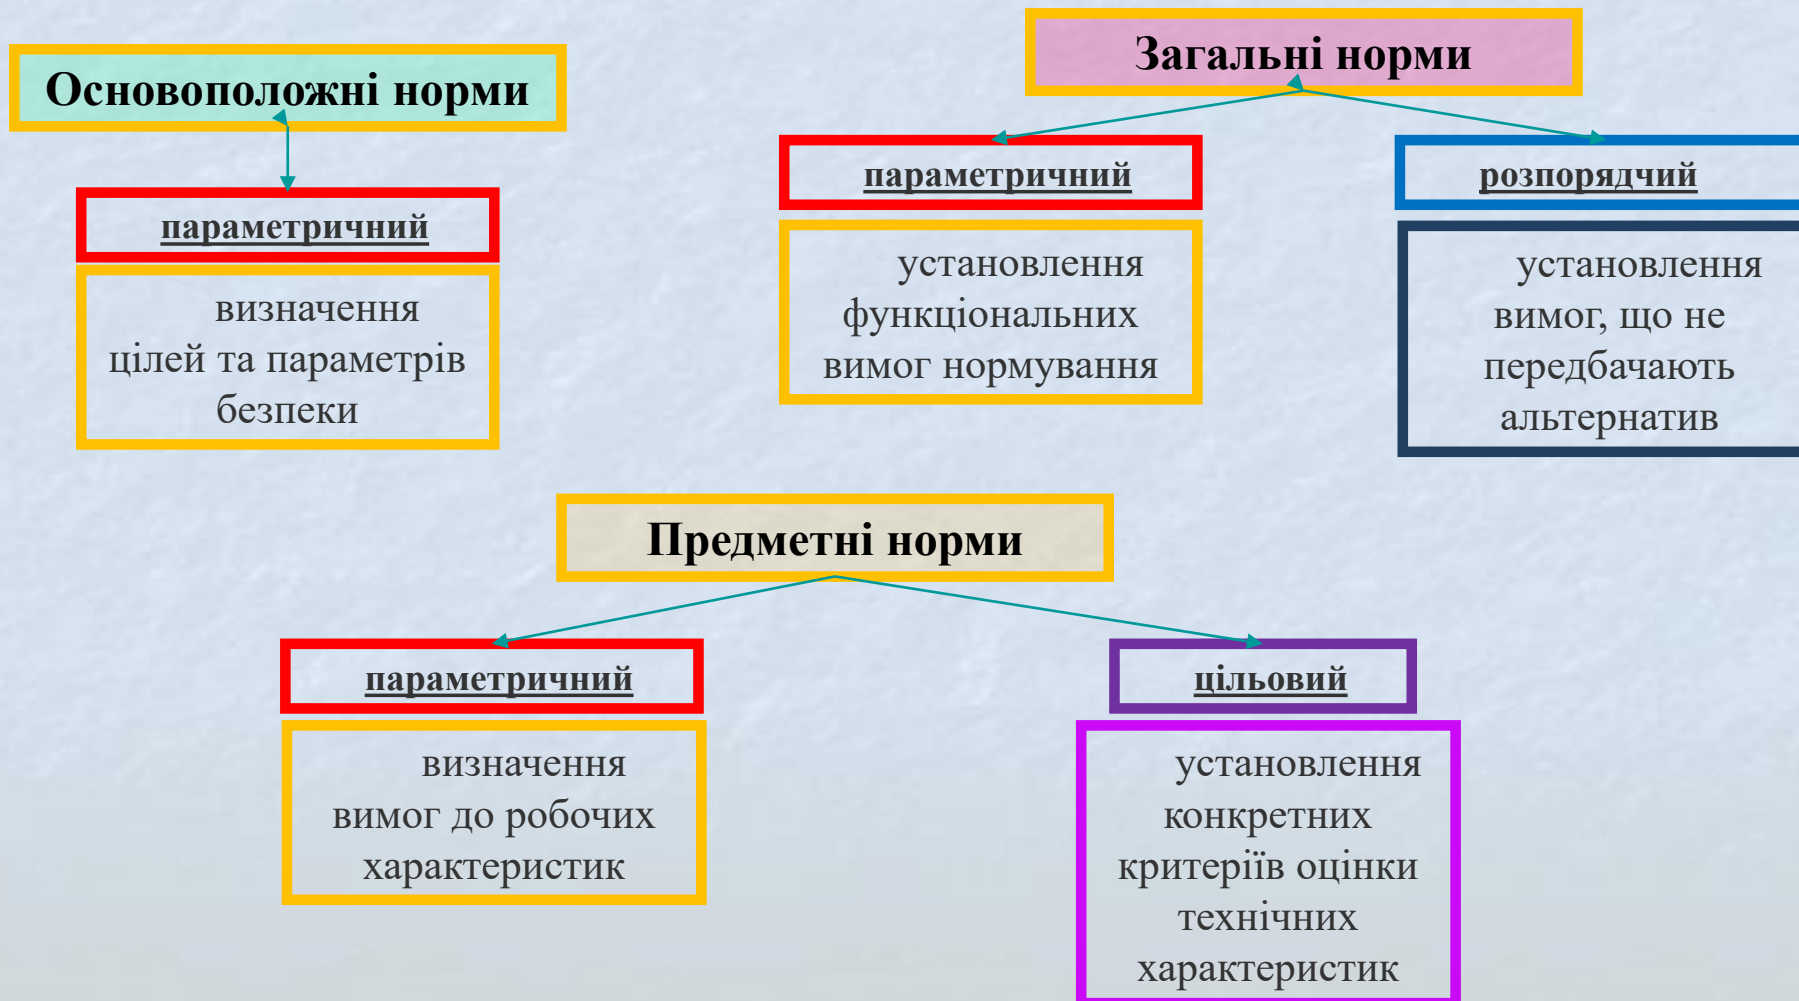 Основоположні норми
параметричний
визначення
цілей та параметрів
безпеки
Загальні норми
параметричний
установлення
функціональних
вимог нормування
розпорядчий
установлення
вимог, що не
передбачають
альтернатив
Предметні норми
параметричний
визначення
вимог до робочих
характеристик
цільовий
установлення
конкретних
критеріїв оцінки
технічних
характеристик